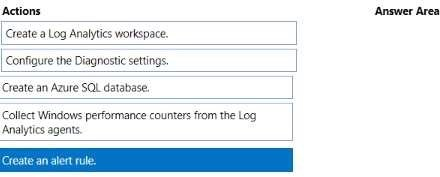 Actions
Answer Area
Create a Log Analytics workspace.
Configure the Diagnostic settings.
Create an Azure SQL database.
Collect Windows performance counters from the Log
Analytics agents.
Create an alert rule.